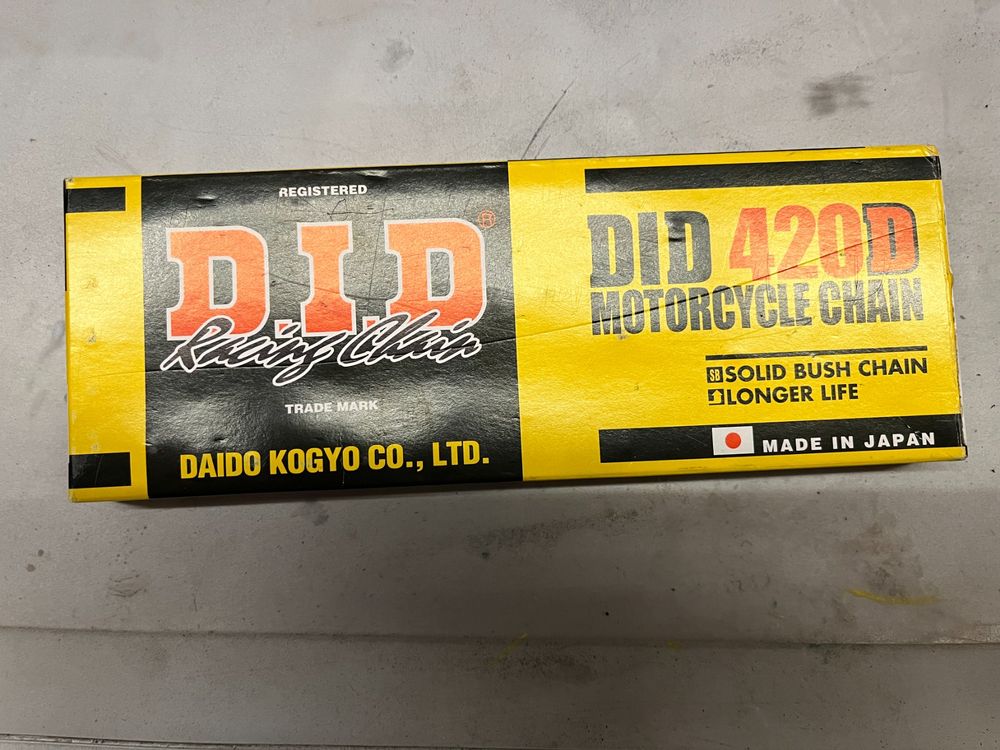 REGISTERED
D.I.D®
Racing Chain
TRADE MARK
DAIDO KOGYO CO., LTD.
DID 420D
MOTORCYCLE CHAIN
SB SOLID BUSH CHAIN
LONGER LIFE
MADE IN JAPAN